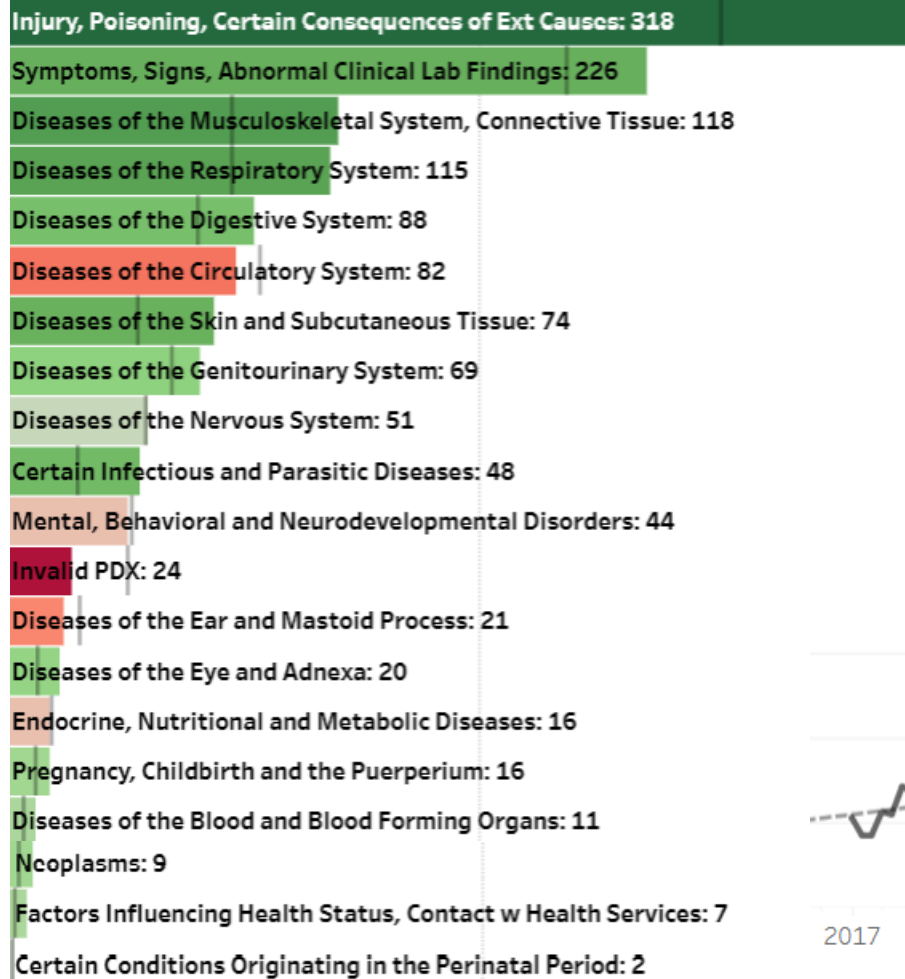 Injury, Poisoning, Certain Consequences of Ext Causes: 318
Symptoms, Signs, Abnormal Clinical Lab Findings: 226
Diseases of the Musculoskeletal System, Connective Tissue: 118
Diseases of the Respiratory System: 115
Diseases of the Digestive System: 88
Diseases of the Circulatory System: 82
Diseases of the Skin and Subcutaneous Tissue: 74
Diseases of the Genitourinary System: 69
Diseases of the Nervous System: 51
Certain Infectious and Parasitic Diseases: 48
Mental, Behavioral and Neurodevelopmental Disorders: 44
Invalid PDX: 24
Diseases of the Ear and Mastoid Process: 21
Diseases of the Eye and Adnexa: 20
Endocrine, Nutritional and Metabolic Diseases: 16
Pregnancy, Childbirth and the Puerperium: 16
Diseases of the Blood and Blood Forming Organs: 11
Neoplasms: 9
Factors Influencing Health Status, Contact w Health Services: 7
Certain Conditions Originating in the Perinatal Period: 2
2017